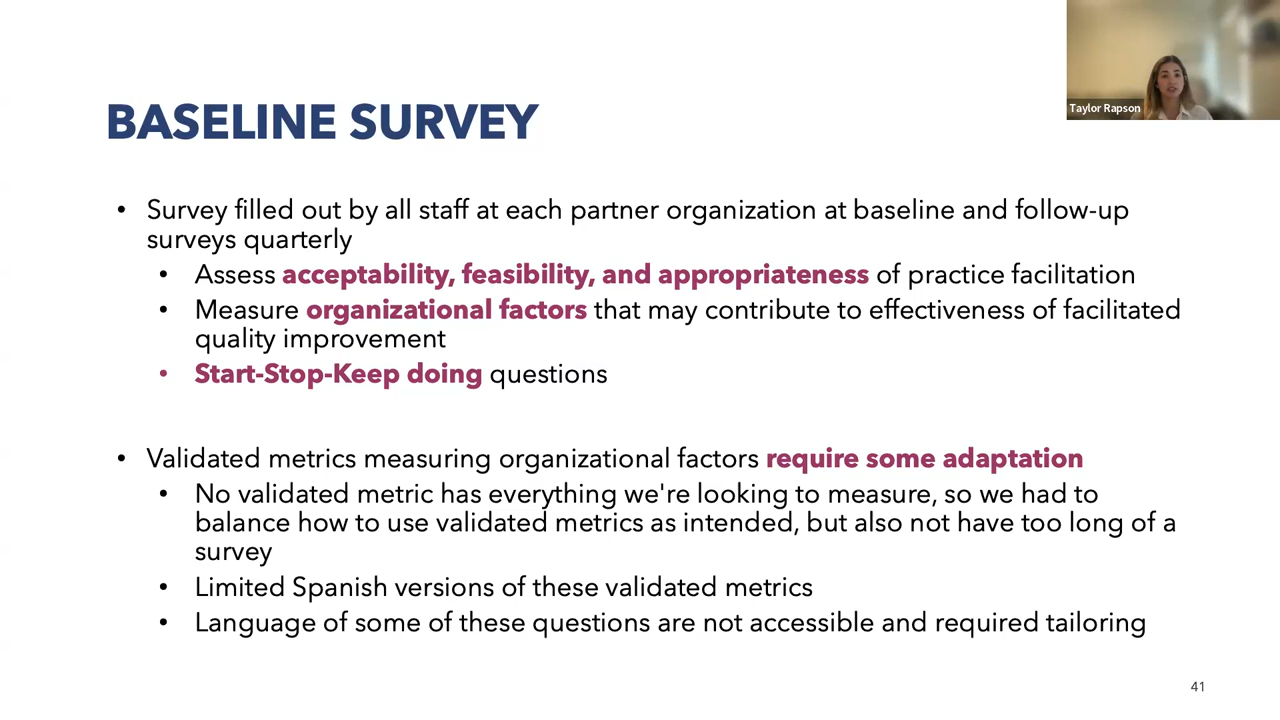 Taylor Rapson
BASELINE SURVEY
• Survey filled out by all staff at each partner organization at baseline and follow-up
surveys quarterly
• Assess acceptability, feasibility, and appropriateness of practice facilitation
• Measure organizational factors that may contribute to effectiveness of facilitated
quality improvement
• Start-Stop-Keep doing questions
• Validated metrics measuring organizational factors require some adaptation
• No validated metric has everything we're looking to measure, so we had to
balance how to use validated metrics as intended, but also not have too long of a
survey
• Limited Spanish versions of these validated metrics
• Language of some of these questions are not accessible and required tailoring
41